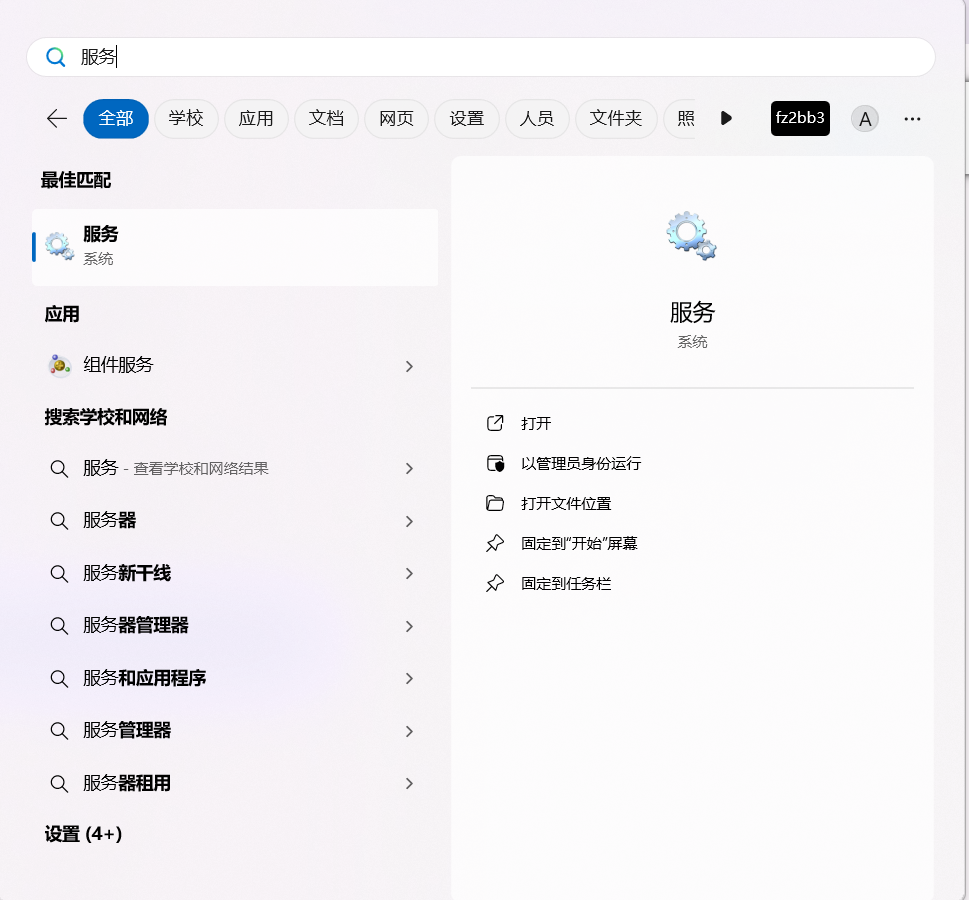 服务
全部 学校 应用 文档 网页 设置 人员 文件夹 照 fz2bb3 A
最佳匹配
服务
系统
应用
组件服务
搜索学校和网络
服务 - 查看学校和网络结果
服务器
服务新干线
服务器管理器
服务和应用程序
服务管理器
服务器租用
设置 (4+)
服务
系统
打开
以管理员身份运行
打开文件位置
固定到“开始”屏幕
固定到任务栏